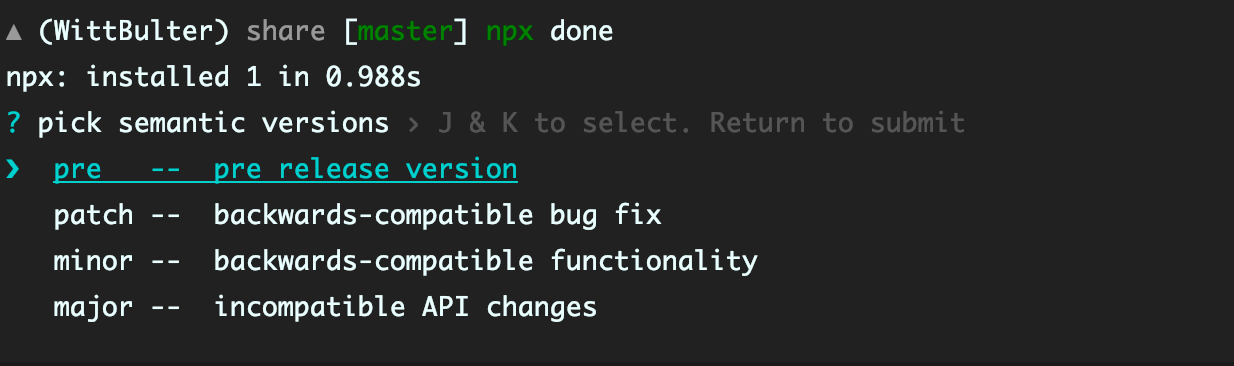 ▲ (WittBulter) share [master] npx done
npx: installed 1 in 0.988s
? pick semantic versions › J & K to select. Return to submit
❯  pre   --  pre release version
   patch --  backwards-compatible bug fix
   minor --  backwards-compatible functionality
   major --  incompatible API changes